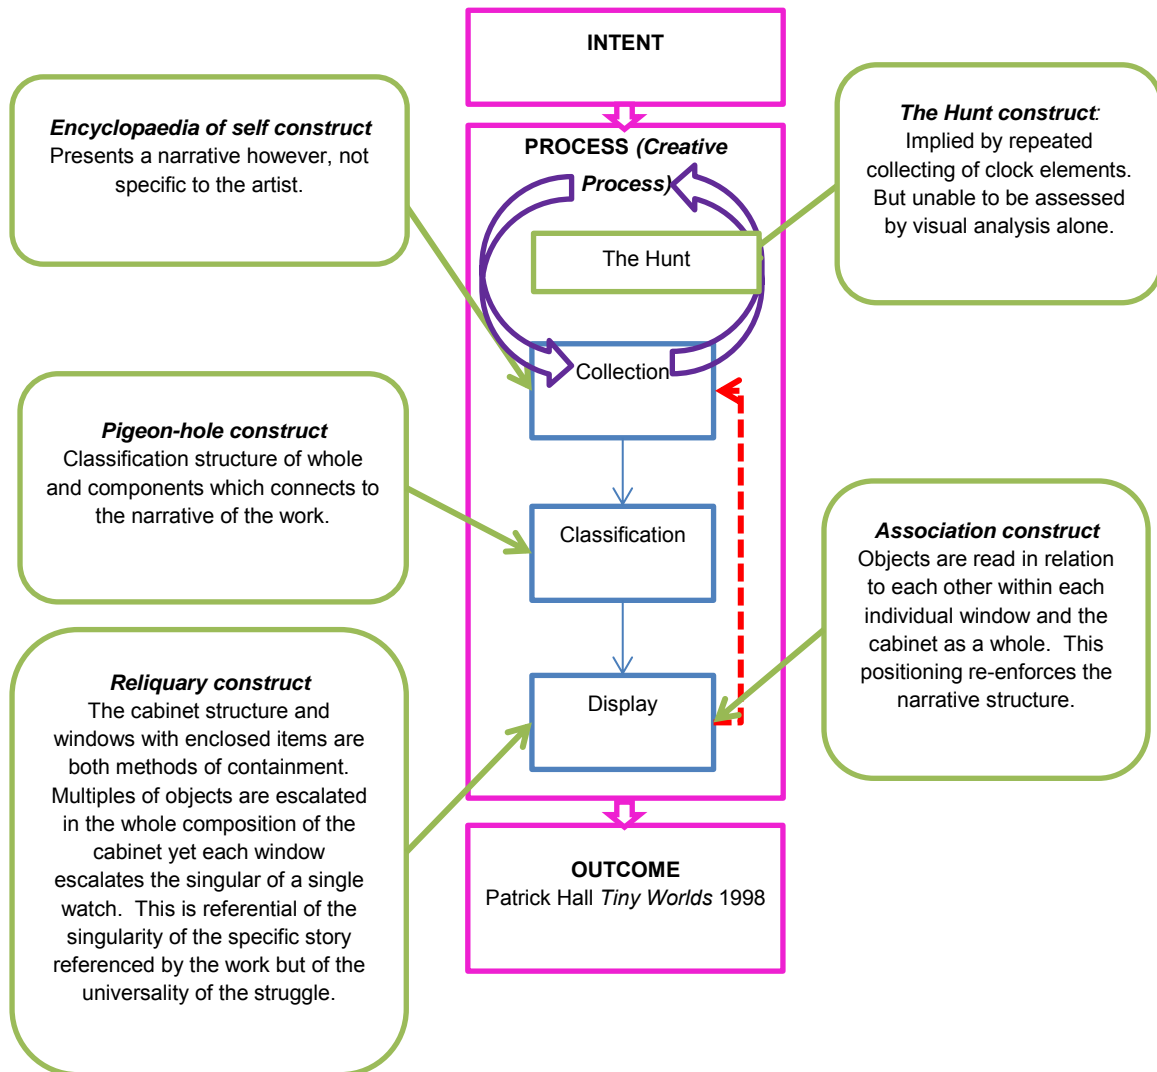 INTENT
Encyclopaedia of self construct
Presents a narrative however, not
specific to the artist.
The Hunt construct:
Implied by repeated
collecting of clock elements.
But unable to be assessed
by visual analysis alone.
PROCESS (Creative
Process)
The Hunt
Collection
Pigeon-hole construct
Classification structure of whole
and components which connects to
the narrative of the work.
Classification
Association construct
Objects are read in relation
to each other within each
individual window and the
cabinet as a whole.  This
positioning re-enforces the
narrative structure.
Reliquary construct
The cabinet structure and
windows with enclosed items are
both methods of containment.
Multiples of objects are escalated
in the whole composition of the
cabinet yet each window
escalates the singular of a single
watch.  This is referential of the
singularity of the specific story
referenced by the work but of the
universality of the struggle.
Display
OUTCOME
Patrick Hall Tiny Worlds 1998